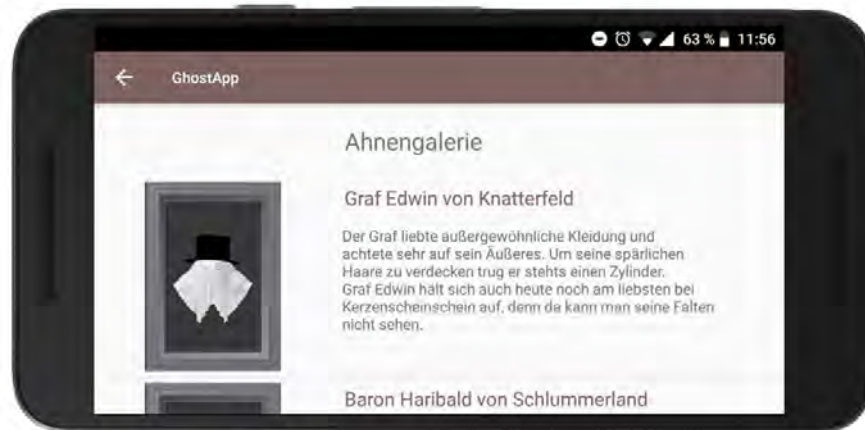 63 % 11:56
GhostApp
Ahnengalerie
Graf Edwin von Knatterfeld
Der Graf liebte außergewöhnliche Kleidung und
achtete sehr auf sein Äußeres. Um seine spärlichen
Haare zu verdecken trug er stehts einen Zylinder.
Graf Edwin hält sich auch heute noch am liebsten bei
Kerzenscheinschein auf, denn da kann man seine Falten
nicht sehen.
Baron Haribald von Schlummerland